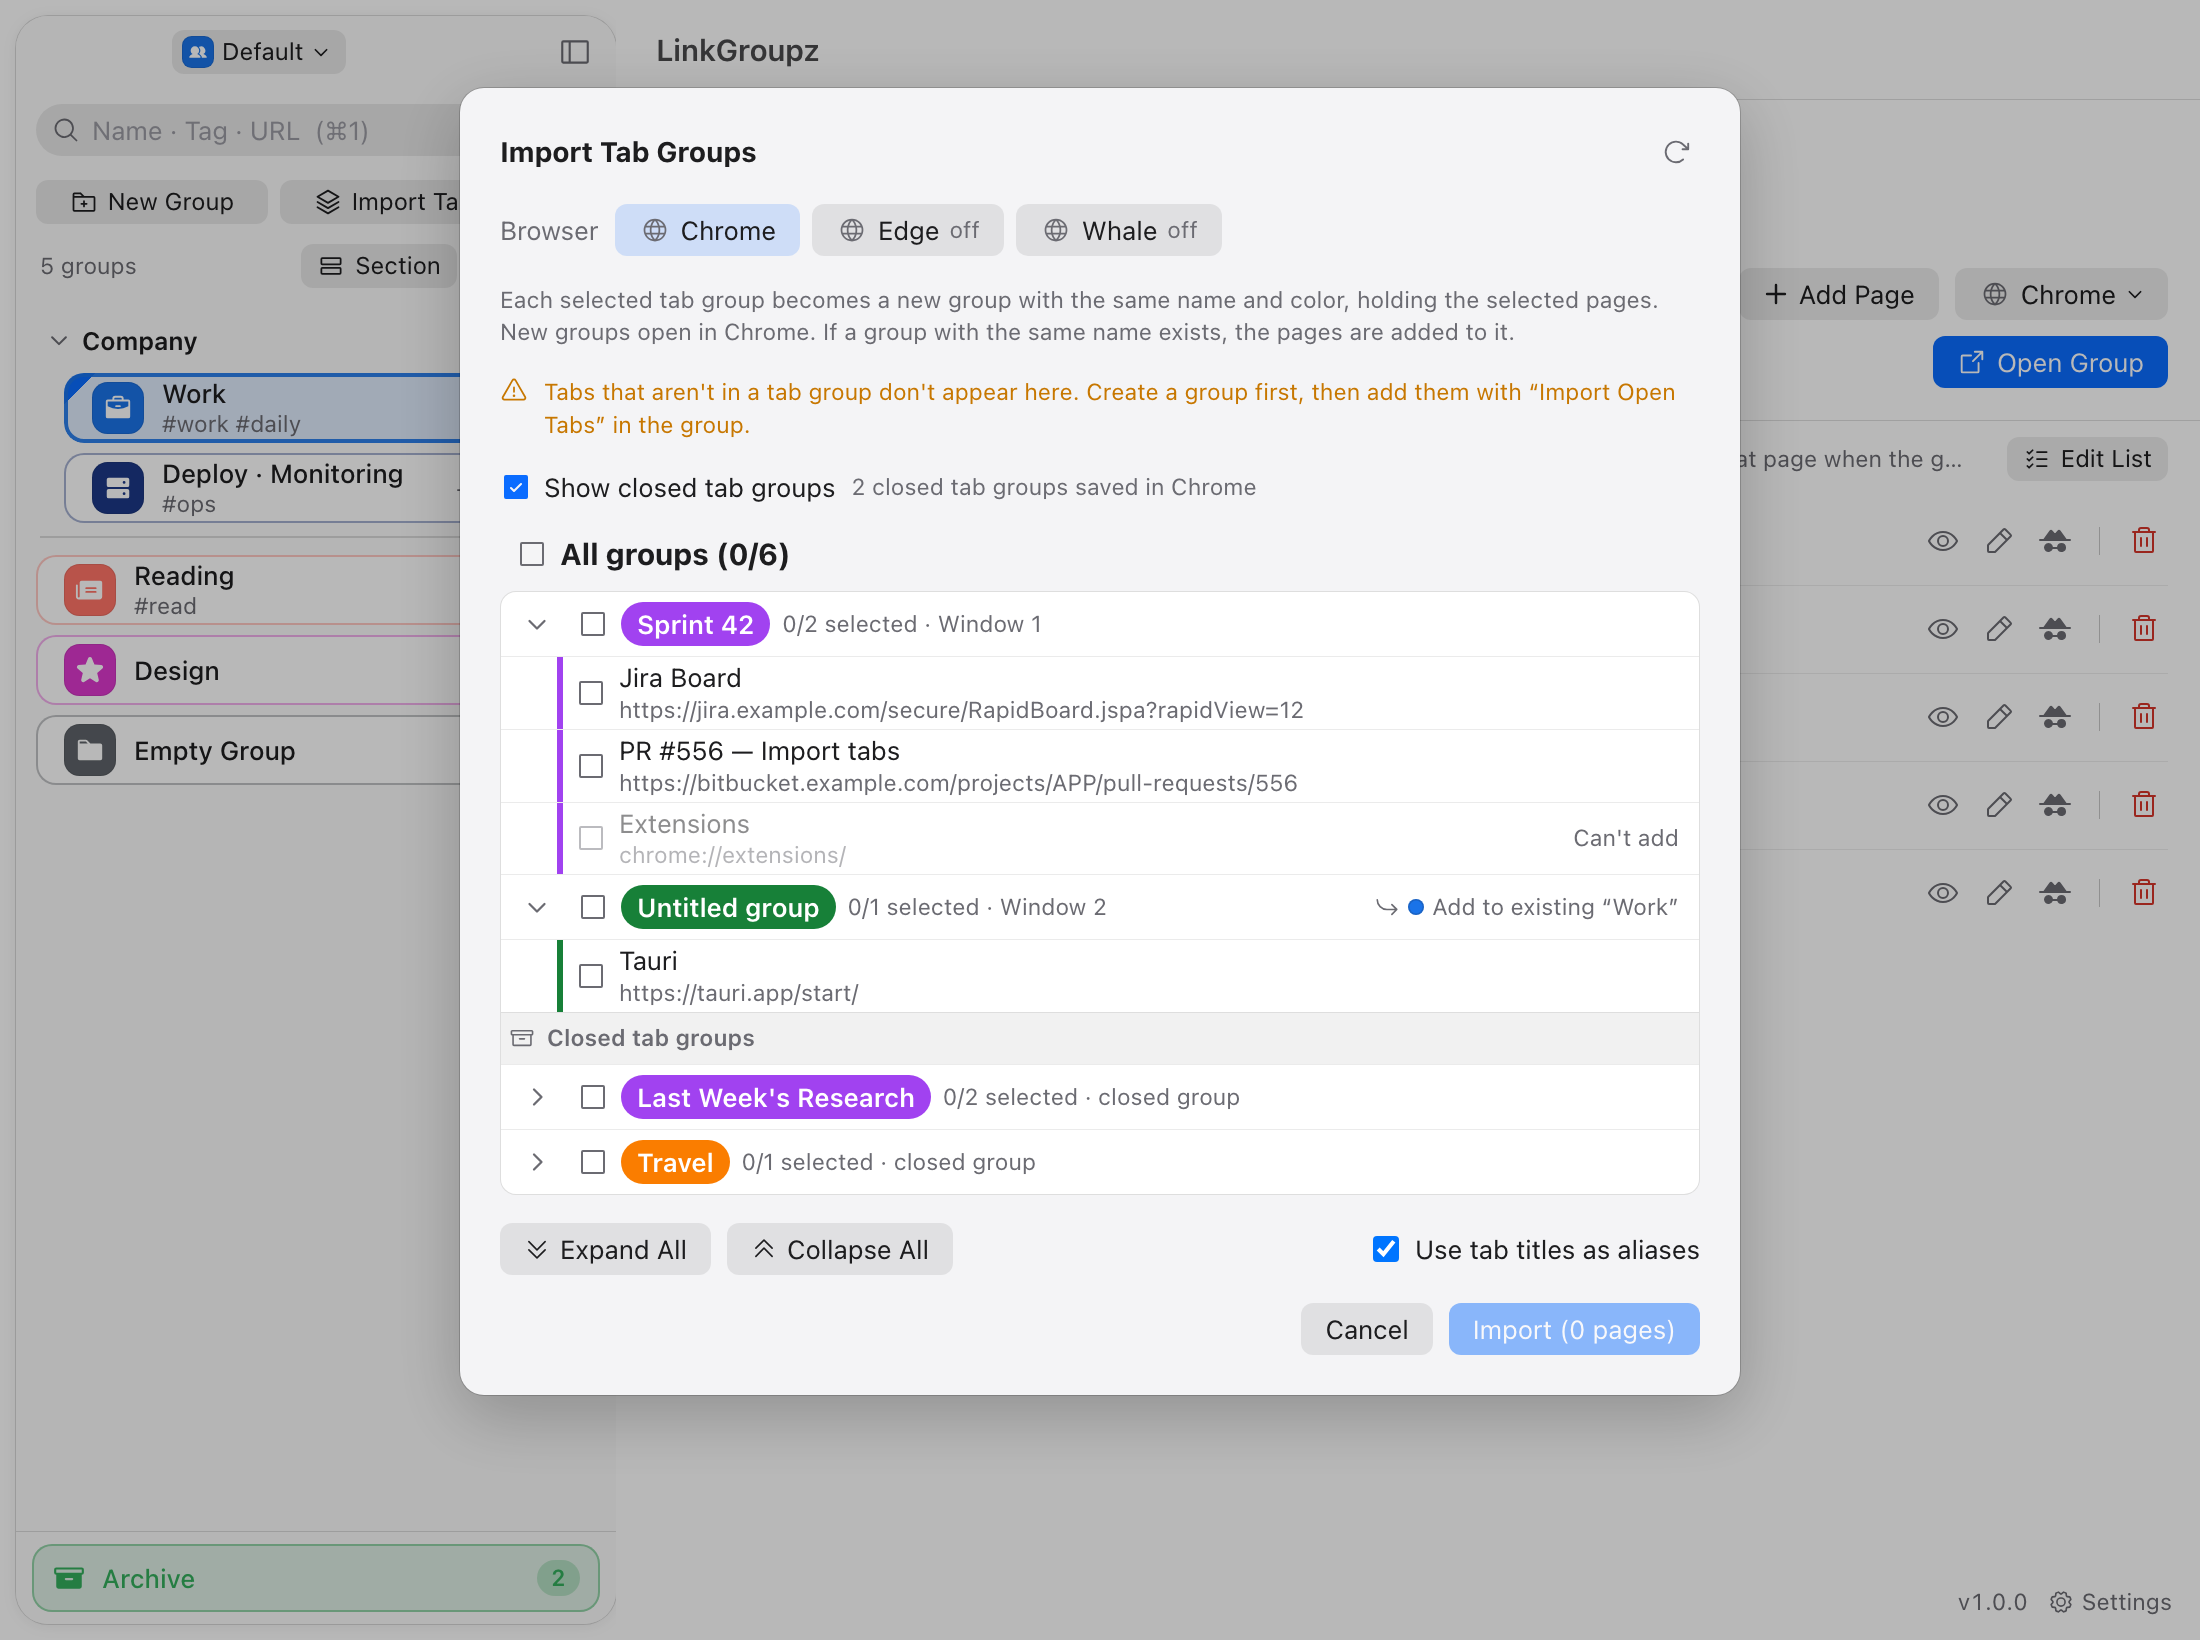 Default
LinkGroupz
Name · Tag · URL (⌘1)
New Group
Import Ta
5 groups
Section
Company
Work
#work #daily
Deploy · Monitoring
#ops
Reading
#read
Design
Empty Group
Archive
2
Import Tab Groups
Browser
Chrome
Edge off
Whale off
Each selected tab group becomes a new group with the same name and color, holding the selected pages.
New groups open in Chrome. If a group with the same name exists, the pages are added to it.
Tabs that aren't in a tab group don't appear here. Create a group first, then add them with “Import Open
Tabs” in the group.
Show closed tab groups 2 closed tab groups saved in Chrome
All groups (0/6)
Sprint 42 0/2 selected · Window 1
Jira Board
https://jira.example.com/secure/RapidBoard.jspa?rapidView=12
PR #556 — Import tabs
https://bitbucket.example.com/projects/APP/pull-requests/556
Extensions
chrome://extensions/
Can't add
Untitled group 0/1 selected · Window 2
Add to existing “Work”
Tauri
https://tauri.app/start/
Closed tab groups
Last Week's Research 0/2 selected · closed group
Travel 0/1 selected · closed group
Expand All
Collapse All
Use tab titles as aliases
Cancel
Import (0 pages)
Add Page
Chrome
Open Group
at page when the g...
Edit List
v1.0.0
Settings